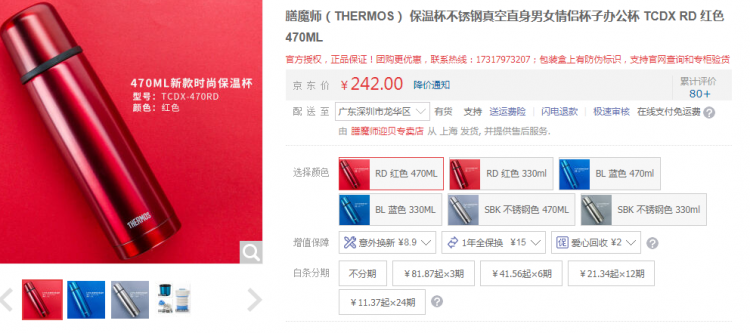 膳魔师（THERMOS） 保温杯不锈钢真空直身男女情侣杯子办公杯 TCDX RD 红色
470ML
官方授权，正品保证！团购更优惠，联系热线：17317973207；包装盒上有防伪标识，支持官网查询和专柜验货
470ML新款时尚保温杯
型号：TCDX-470RD
颜色：红色
THERMOS
京东价 ￥242.00 降价通知 累计评价
80+
配送至 广东深圳市龙华区 有货 支持 送运费险 闪电退款 极速审核 在线支付免运费
由 膳魔师迎贝专卖店 从 上海 发货, 并提供售后服务.
选择颜色 RD 红色 470ML RD 红色 330ml BL 蓝色 470ml
BL 蓝色 330ML SBK 不锈钢色 470ML SBK 不锈钢色 330ml
增值保障 意外换新 ¥8.9 1年全保换 ¥15 爱心回收 ¥2
白条分期 不分期 ￥81.87起×3期 ￥41.56起×6期 ￥21.34起×12期
￥11.37起×24期